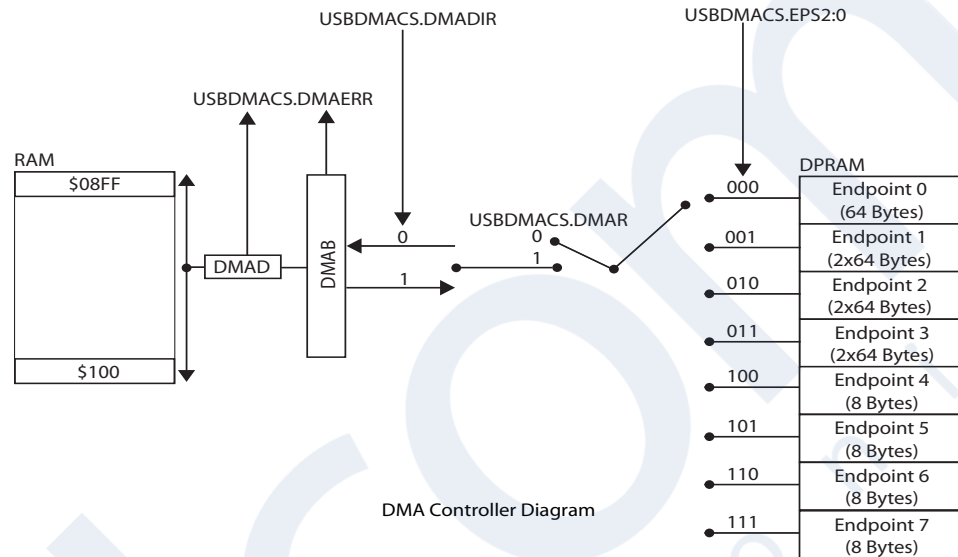 USBDMACS.DMADIR
USBDMACS.EPS2:0
USBDMACS.DMAERR
RAM
$08FF
$100
DMAD
DMAB
0
1
USBDMACS.DMAR
0
1
DPRAM
000
Endpoint 0
(64 Bytes)
001
Endpoint 1
(2x64 Bytes)
010
Endpoint 2
(2x64 Bytes)
011
Endpoint 3
(2x64 Bytes)
100
Endpoint 4
(8 Bytes)
101
Endpoint 5
(8 Bytes)
110
Endpoint 6
(8 Bytes)
111
Endpoint 7
(8 Bytes)
DMA Controller Diagram